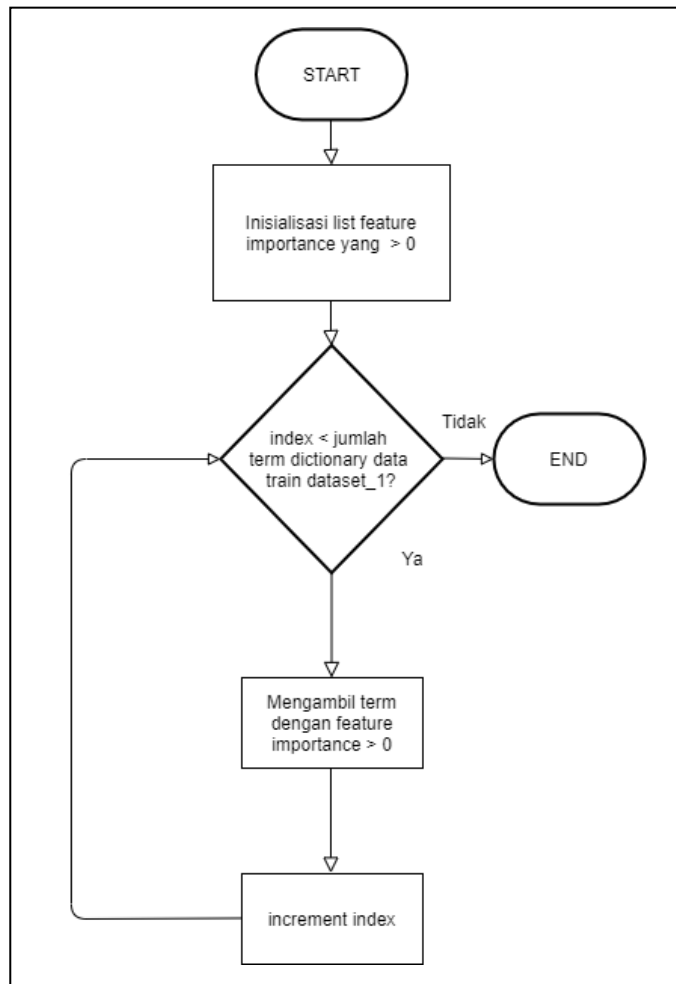 START
Inisialisasi list feature
importance yang > 0
index < jumlah
term dictionary data
train dataset_1?
Tidak
END
Ya
Mengambil term
dengan feature
importance > 0
increment index